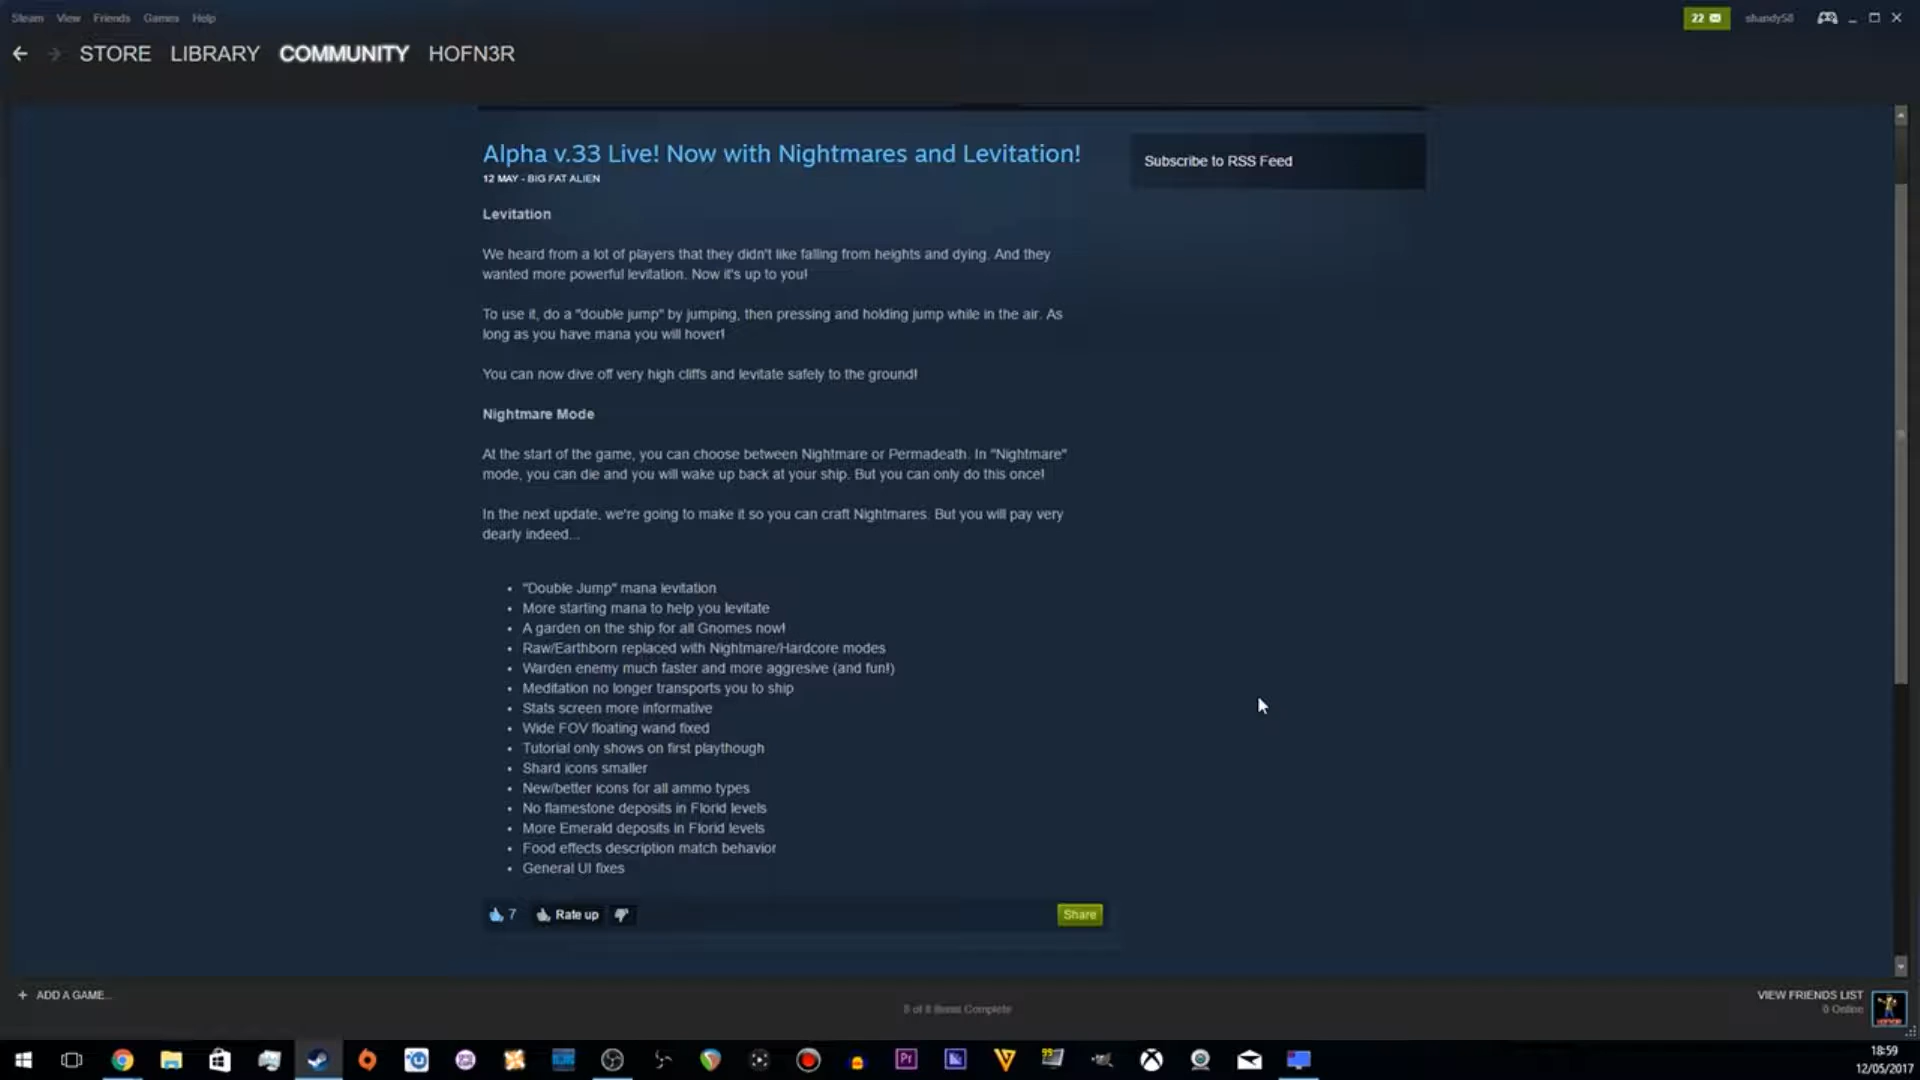 Steam View Friends Games Help
22
shandy58
STORE LIBRARY COMMUNITY HOFN3R
Alpha v.33 Live! Now with Nightmares and Levitation!
12 MAY - BIG FAT ALIEN
Subscribe to RSS Feed
Levitation
We heard from a lot of players that they didn't like falling from heights and dying. And they
wanted more powerful levitation. Now it's up to you!
To use it, do a "double jump" by jumping, then pressing and holding jump while in the air. As
long as you have mana you will hover!
You can now dive off very high cliffs and levitate safely to the ground!
Nightmare Mode
At the start of the game, you can choose between Nightmare or Permadeath. In "Nightmare"
mode, you can die and you will wake up back at your ship. But you can only do this once!
In the next update, we're going to make it so you can craft Nightmares. But you will pay very
dearly indeed...
• "Double Jump" mana levitation
• More starting mana to help you levitate
• A garden on the ship for all Gnomes now!
• Raw/Earthborn replaced with Nightmare/Hardcore modes
• Warden enemy much faster and more aggresive (and fun!)
• Meditation no longer transports you to ship
• Stats screen more informative
• Wide FOV floating wand fixed
• Tutorial only shows on first playthough
• Shard icons smaller
• New/better icons for all ammo types
• No flamestone deposits in Florid levels
• More Emerald deposits in Florid levels
• Food effects description match behavior
• General UI fixes
7 Rate up
Share
+ ADD A GAME...
8 of 8 Items Complete
VIEW FRIENDS LIST
0 Online
Pr
99
18:59
12/05/2017